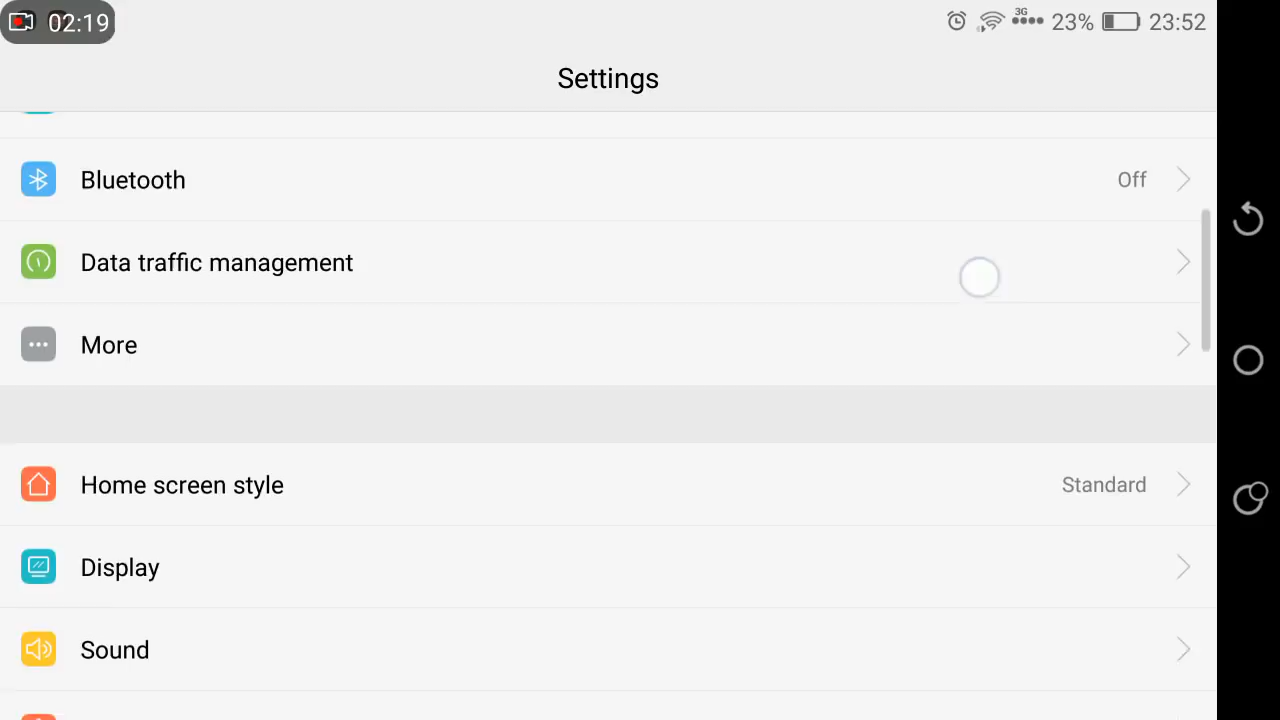 02:19
3G
23%
23:52
Settings
Bluetooth
Off
Data traffic management
More
Home screen style
Standard
Display
Sound